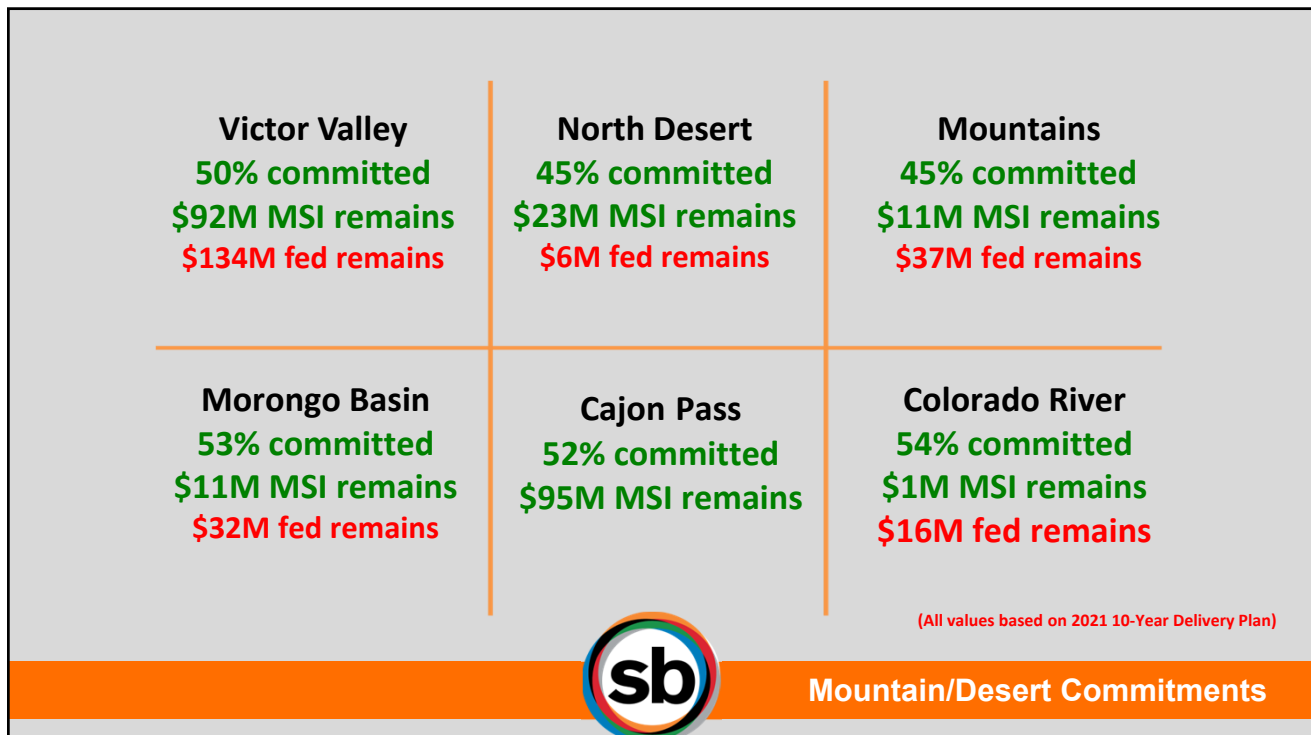 Victor Valley
50% committed
$92M MSI remains
$134M fed remains
North Desert
45% committed
$23M MSI remains
$6M fed remains
Mountains
45% committed
$11M MSI remains
$37M fed remains
Morongo Basin
53% committed
$11M MSI remains
$32M fed remains
Cajon Pass
52% committed
$95M MSI remains
Colorado River
54% committed
$1M MSI remains
$16M fed remains
(All values based on 2021 10-Year Delivery Plan)
sb
Mountain/Desert Commitments